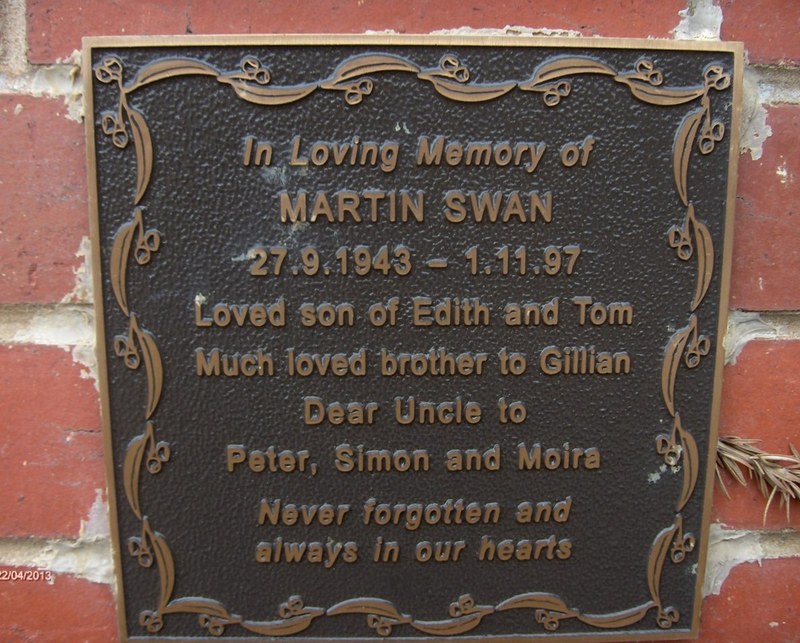 In Loving Memory of
MARTIN SWAN
27.9.1943 – 1.11.97
Loved son of Edith and Tom
Much loved brother to Gillian
Dear Uncle to
Peter, Simon and Moira
Never forgotten and
always in our hearts
22/04/2013